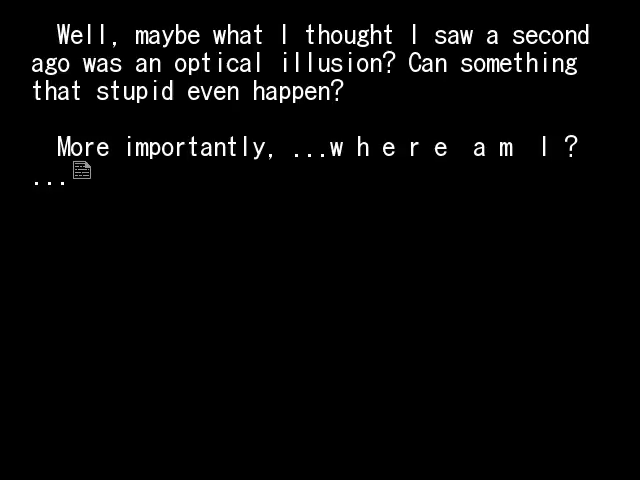 Well, maybe what I thought I saw a second
ago was an optical illusion? Can something
that stupid even happen?
More importantly, ...w h e r e  a m  I ?
...